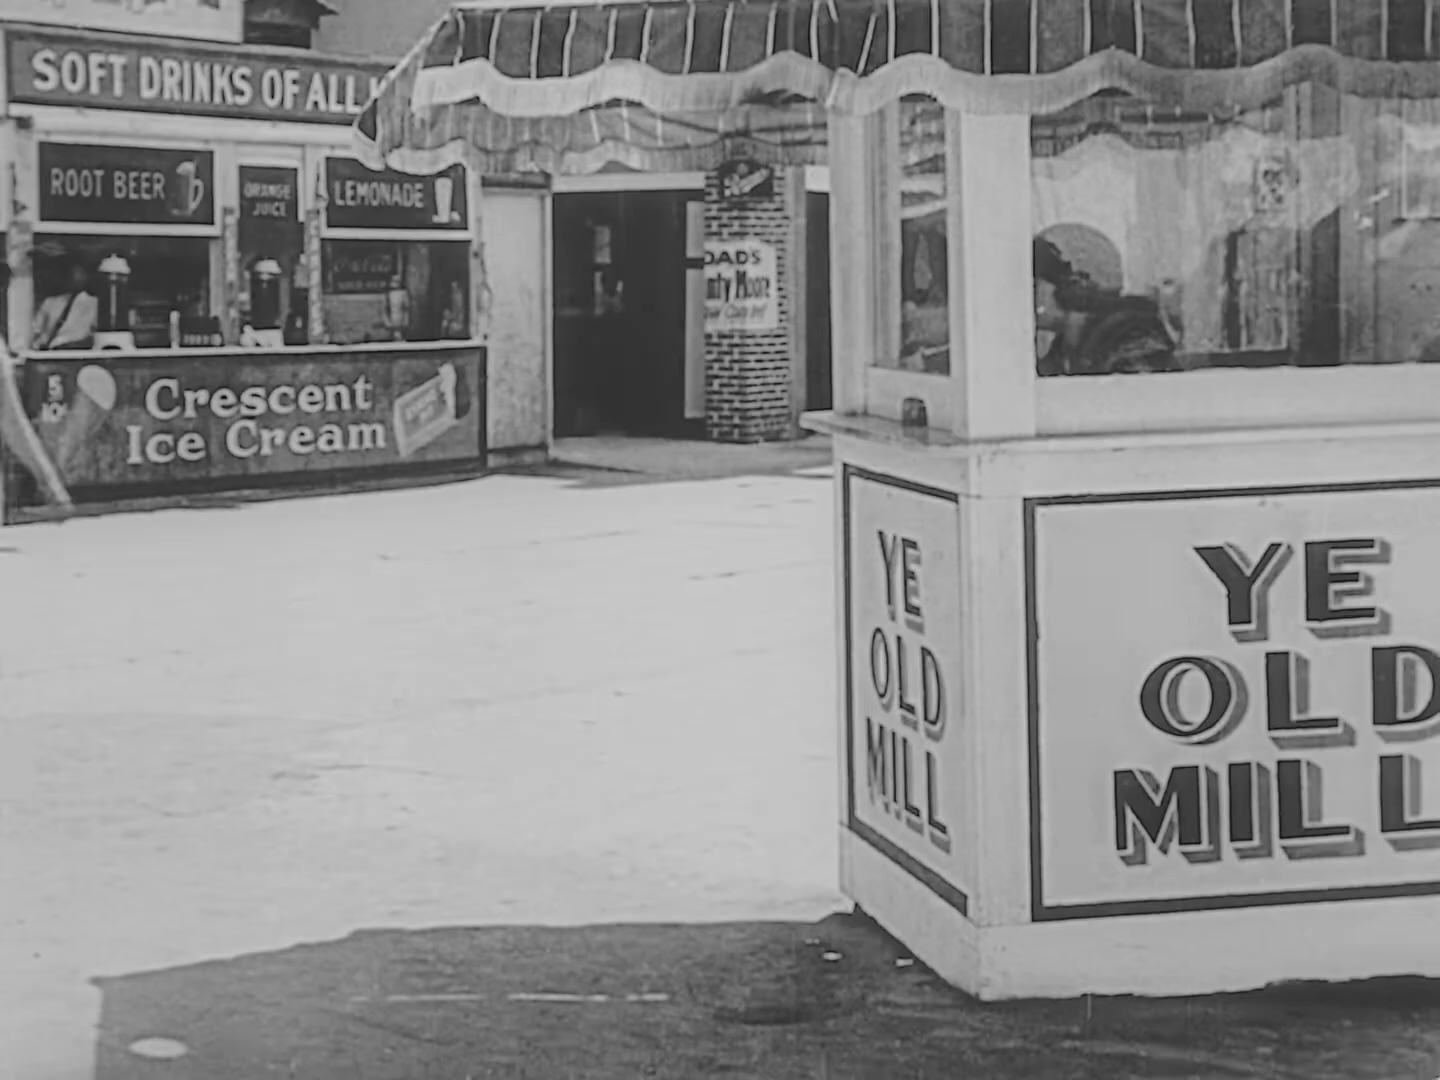 SOFT DRINKS OF ALL
ROOT BEER
ORANGE
JUICE
LEMONADE
5
10¢
Crescent
Ice Cream
DAD'S
Moore
YE
OLD
MILL
YE
OLD
MILL